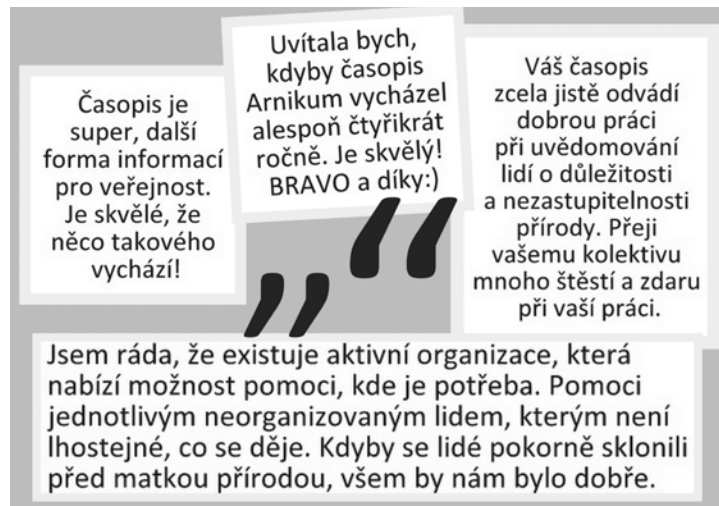 Časopis je
super, další
forma informací
pro veřejnost.
Je skvělé, že
něco takového
vychází!
Uvítala bych,
kdyby časopis
Arnikum vycházel
alespoň čtyřikrát
ročně. Je skvělý!
BRAVO a díky:)
Váš časopis
zcela jistě odvádí
dobrou práci
při uvědomování
lidí o důležitosti
a nezastupitelnosti
přírody. Přeji
vašemu kolektivu
mnoho štěstí a zdaru
při vaší práci.
„“
Jsem ráda, že existuje aktivní organizace, která
nabízí možnost pomoci, kde je potřeba. Pomoci
jednotlivým neorganizovaným lidem, kterým není
lhostejné, co se děje. Kdyby se lidé pokorně sklonili
před matkou přírodou, všem by nám bylo dobře.